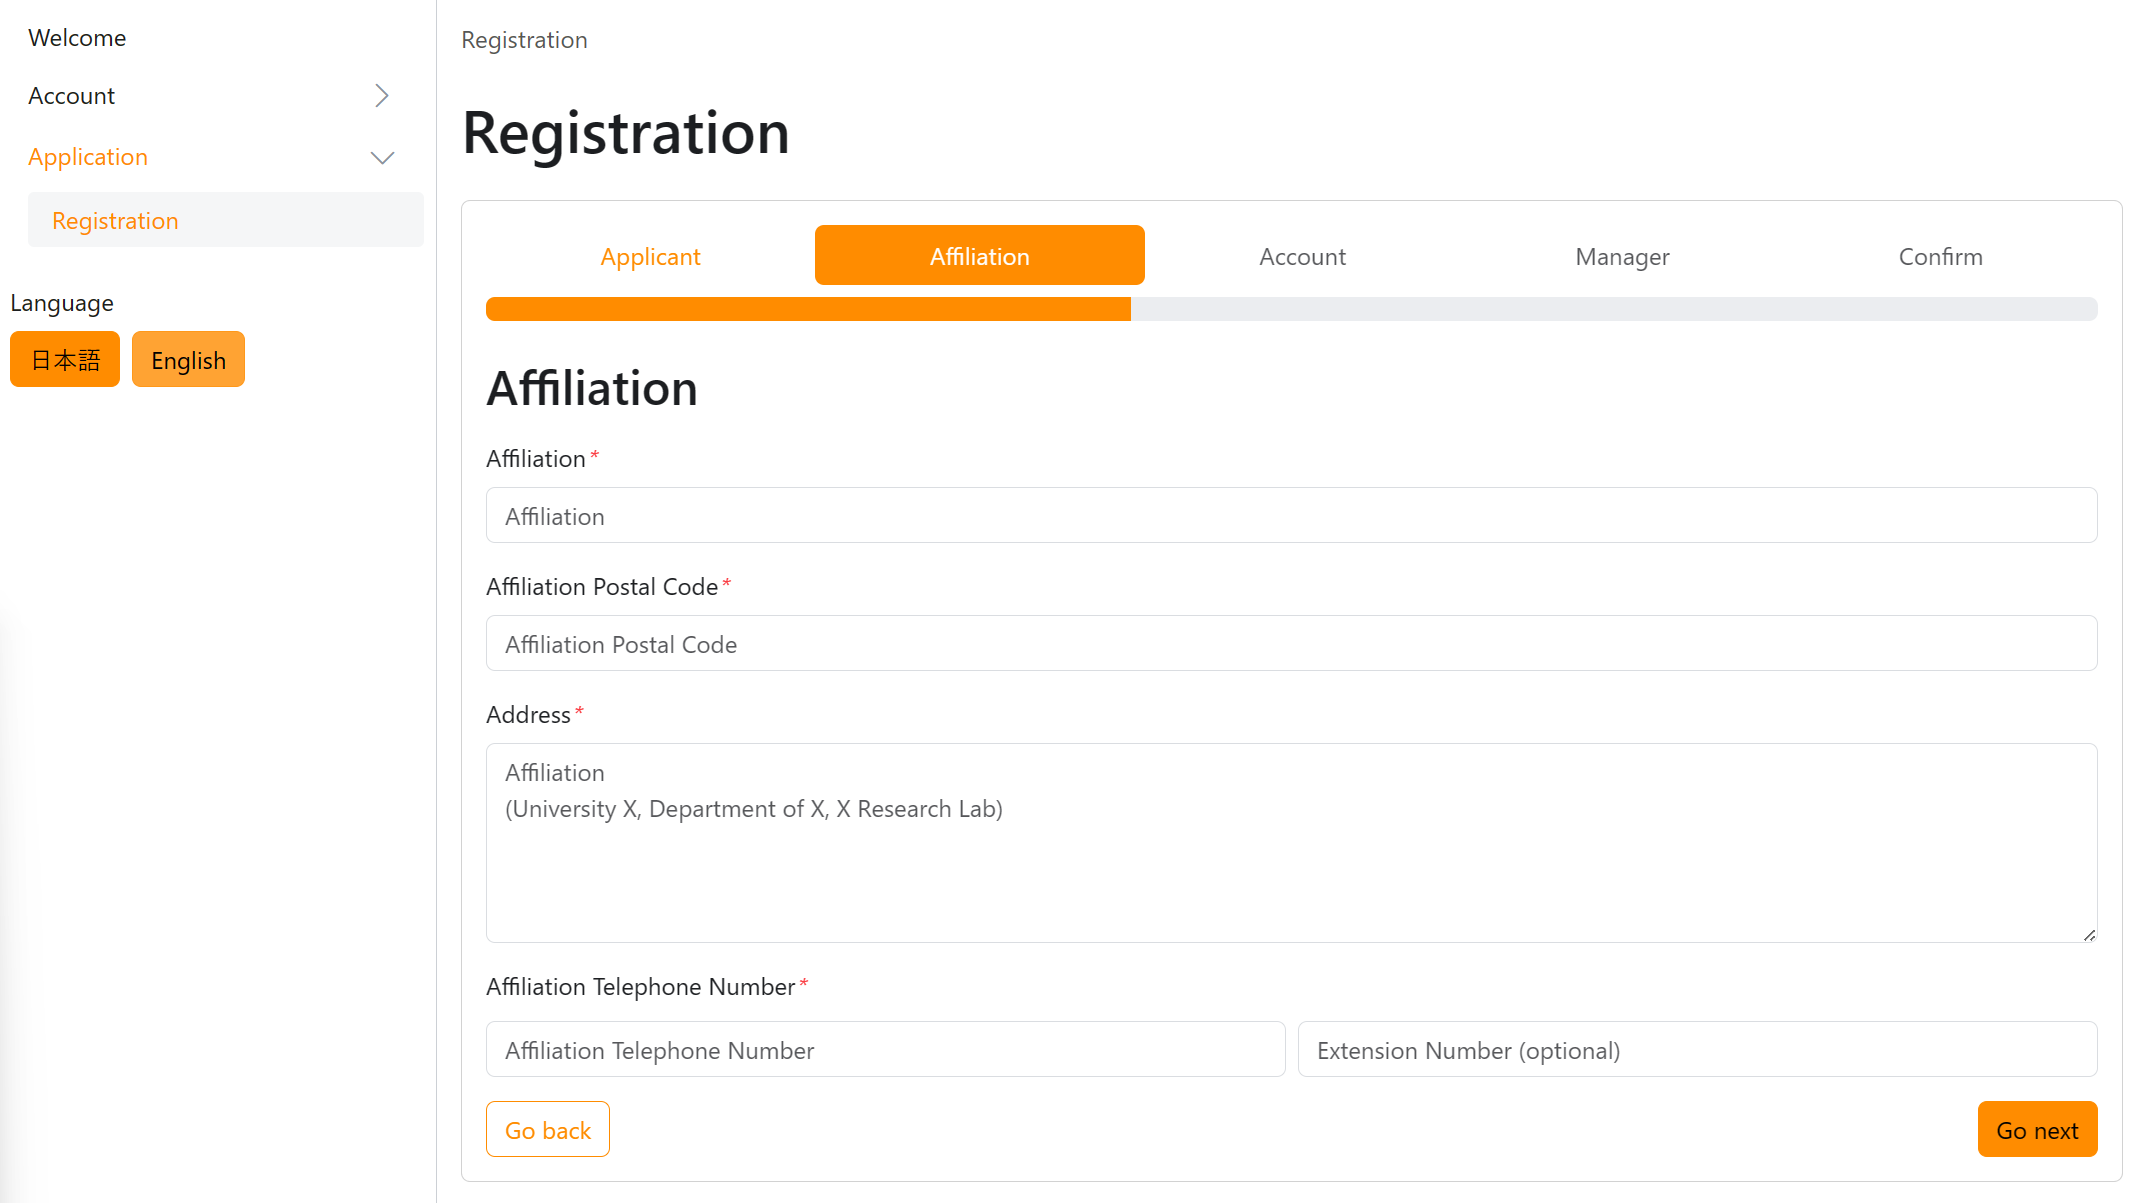 Welcome
Account
Application
Registration
Language
日本語
English
Registration
Registration
Applicant
Affiliation
Account
Manager
Confirm
Affiliation
Affiliation*
Affiliation
Affiliation Postal Code*
Affiliation Postal Code
Address*
Affiliation
(University X, Department of X, X Research Lab)
Affiliation Telephone Number*
Affiliation Telephone Number
Extension Number (optional)
Go back
Go next